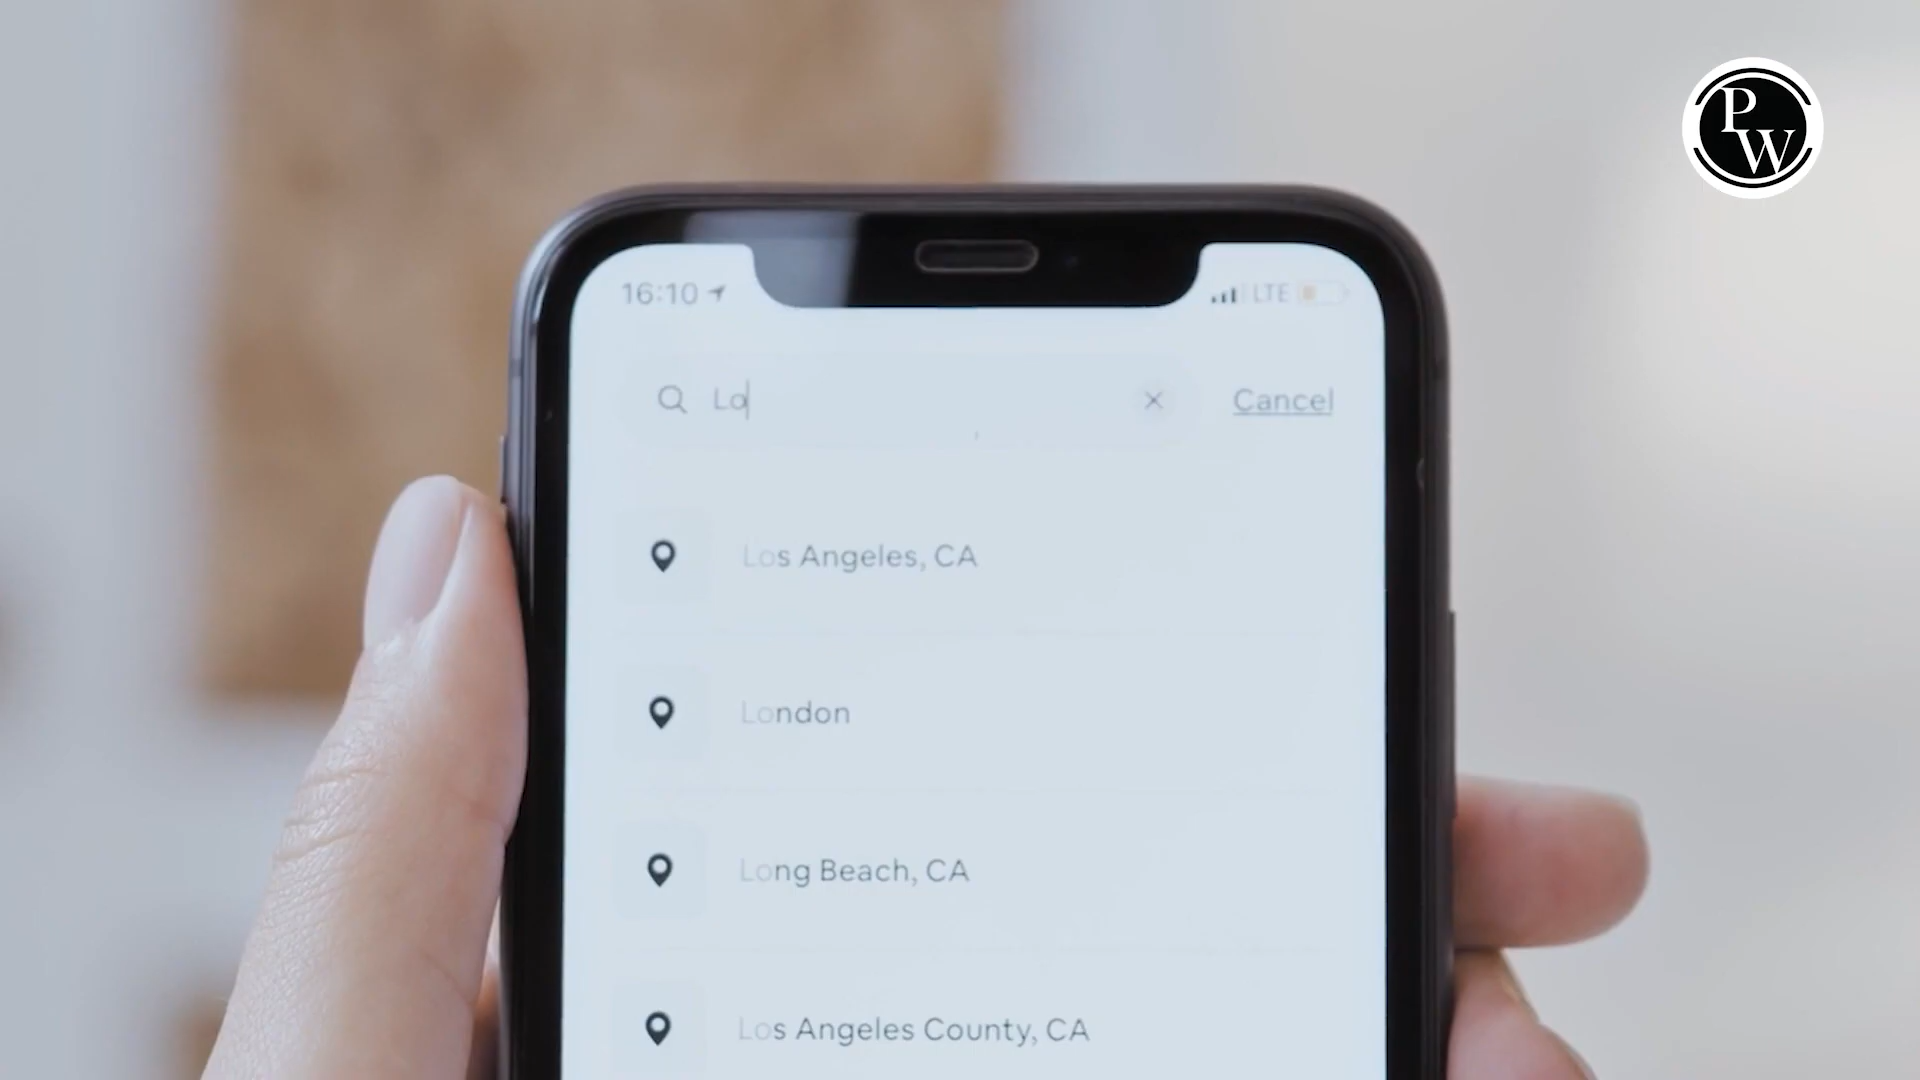 PW
16:10
LTE
Lo
Cancel
Los Angeles, CA
London
Long Beach, CA
Los Angeles County, CA